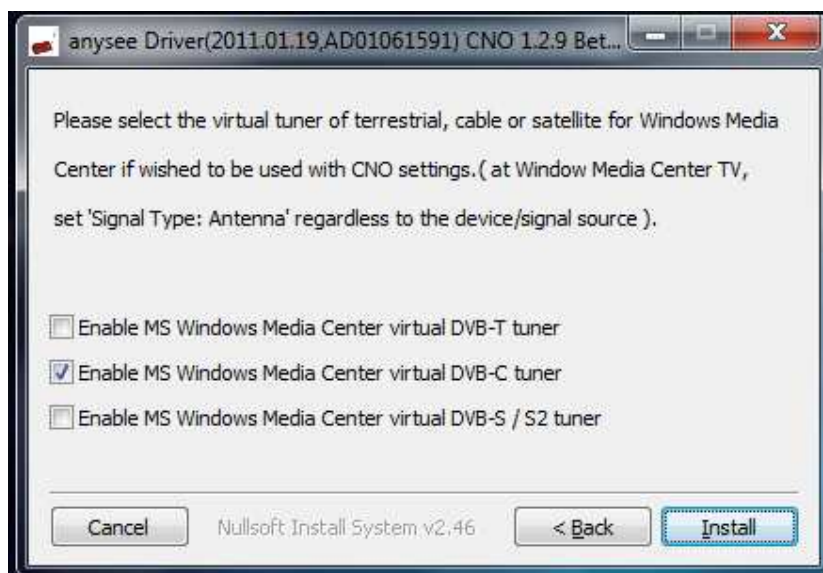 anysee Driver(2011.01.19,AD01061591) CNO 1.2.9 Bet...
Please select the virtual tuner of terrestrial, cable or satellite for Windows Media
Center if wished to be used with CNO settings.( at Window Media Center TV,
set 'Signal Type: Antenna' regardless to the device/signal source ).
Enable MS Windows Media Center virtual DVB-T tuner
Enable MS Windows Media Center virtual DVB-C tuner
Enable MS Windows Media Center virtual DVB-S / S2 tuner
Cancel
Nullsoft Install System v2.46
< Back
Install